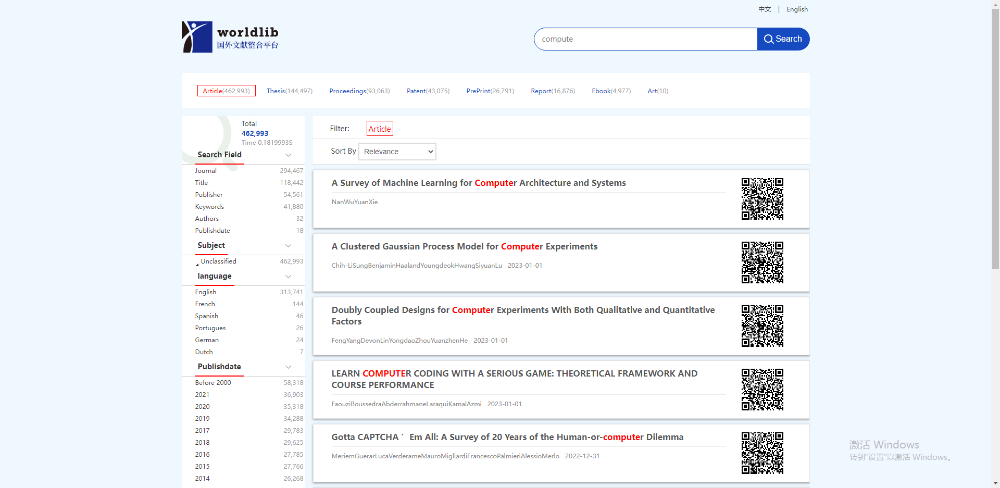 中文 | English
worldlib
国外文献整合平台
compute
Search
Article(462,993) Thesis(144,497) Proceedings(93,063) Patent(43,075) PrePrint(26,791) Report(16,876) Ebook(4,977) Art(10)
Total
462,993
Time 0.1819993S
Search Field
Journal 294,467
Title 118,442
Publisher 54,561
Keywords 41,880
Authors 32
Publishdate 18
Subject
Unclassified 462,993
language
English 313,741
French 144
Spanish 46
Portugues 26
German 24
Dutch 7
Publishdate
Before 2000 58,318
2021 36,903
2020 35,318
2019 34,288
2017 29,783
2018 29,625
2016 27,785
2015 27,766
2014 26,268
Filter: Article
Sort By Relevance
A Survey of Machine Learning for Computer Architecture and Systems
NanWuYuanXie
A Clustered Gaussian Process Model for Computer Experiments
Chih-LiSungBenjaminHaalandYoungdeokHwangSiyuanLu 2023-01-01
Doubly Coupled Designs for Computer Experiments With Both Qualitative and Quantitative
Factors
FengYangDevonLinYongdaoZhouYuanzhenHe 2023-01-01
LEARN COMPUTER CODING WITH A SERIOUS GAME: THEORETICAL FRAMEWORK AND
COURSE PERFORMANCE
FaouziBoussedraAbderrahmaneLaraquiKamalAzmi 2023-01-01
Gotta CAPTCHA ′ Em All: A Survey of 20 Years of the Human-or-computer Dilemma
MeriemGuerarLucaVerderameMauroMigliardiFrancescoPalmieriAlessioMerlo 2022-12-31
激活 Windows
转到"设置"以激活 Windows。